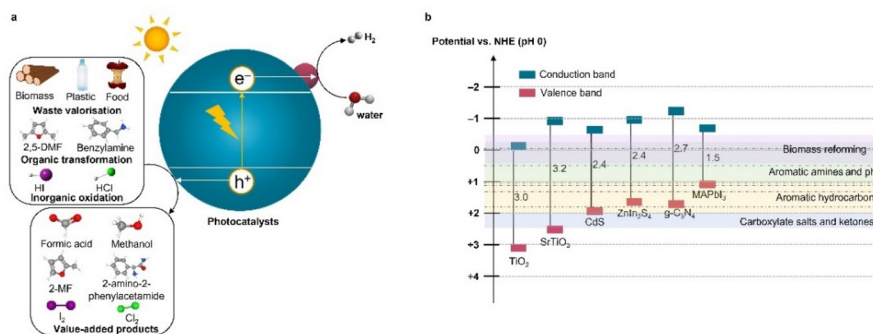 a
H₂
e⁻
water
h⁺
Photocatalysts
Biomass Plastic Food
Waste valorisation
2,5-DMF Benzylamine
Organic transformation
HI HCl
Inorganic oxidation
Formic acid Methanol
2-MF 2-amino-2-
phenylacetamide
I₂ Cl₂
Value-added products
b
Potential vs. NHE (pH 0)
Conduction band
Valence band
−2
−1
0
+1
+2
+3
+4
3.0
3.2
2.4
2.4
2.7
1.5
TiO₂
SrTiO₃
CdS
ZnIn₂S₄
g-C₃N₄
MAPbI₃
Biomass reforming
Aromatic amines and ph
Aromatic hydrocarbon
Carboxylate salts and ketones